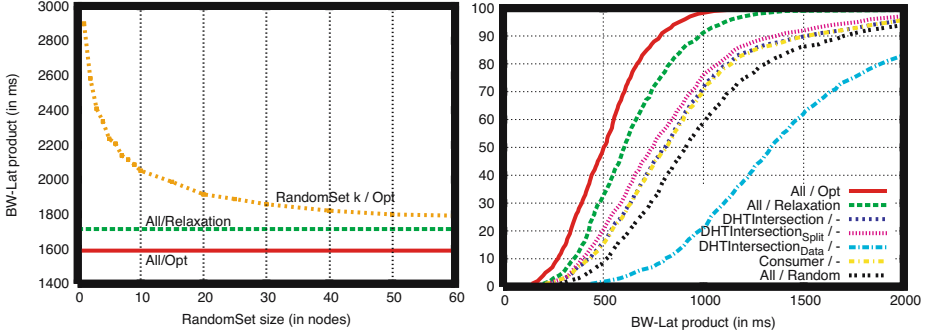 3000
2800
2600
2400
2200
2000
1800
1600
1400
BW-Lat product (in ms)
RandomSet k / Opt
All/Relaxation
All/Opt
0 10 20 30 40 50 60
RandomSet size (in nodes)
100
90
80
70
60
50
40
30
20
10
0
All / Opt
All / Relaxation
DHTIntersection / -
DHTIntersectionSplit / -
DHTIntersectionData / -
Consumer / -
All / Random
0 500 1000 1500 2000
BW-Lat product (in ms)